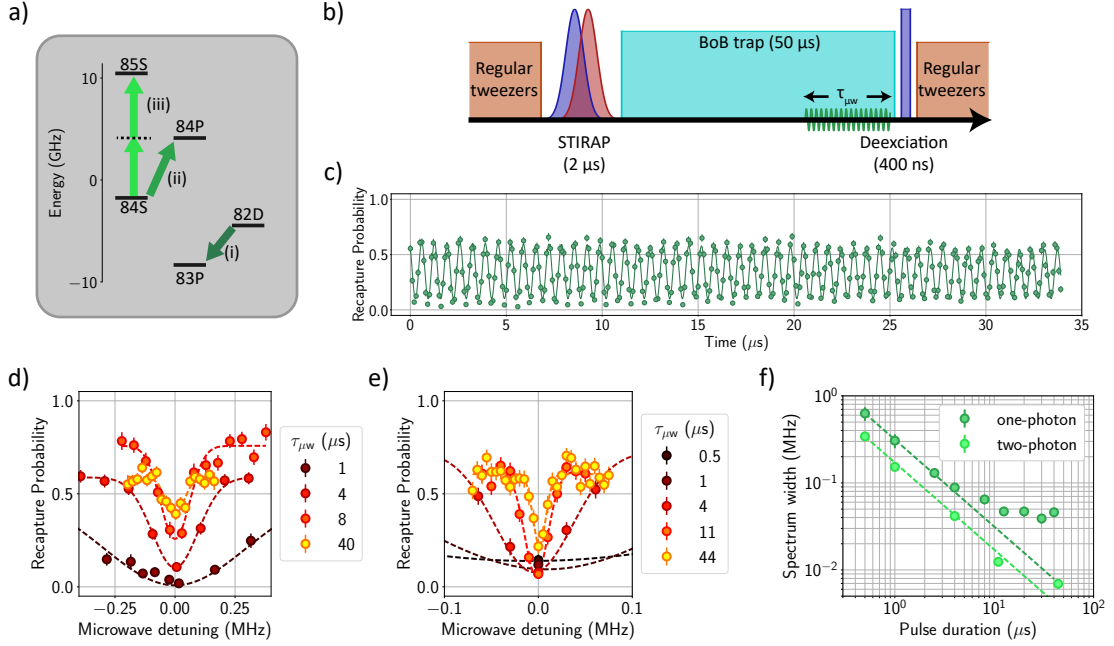 a)
85S
10
(iii)
84P
Energy (GHz)
0
(ii)
84S
82D
(i)
83P
−10
b)
BoB trap (50 μs)
Regular
tweezers
τμw
Regular
tweezers
STIRAP
(2 μs)
Deexciation
(400 ns)
c)
Recapture Probability
1.0
0.5
0.0
0 5 10 15 20 25 30 35
Time (μs)
d)
Recapture Probability
1.0
0.5
0.0
−0.25 0.00 0.25
Microwave detuning (MHz)
τμw (μs)
1
4
8
40
e)
Recapture Probability
1.0
0.5
0.0
−0.1 0.0 0.1
Microwave detuning (MHz)
τμw (μs)
0.5
1
4
11
44
f)
Spectrum width (MHz)
10⁰
10⁻¹
10⁻²
one-photon
two-photon
10⁰ 10¹ 10²
Pulse duration (μs)